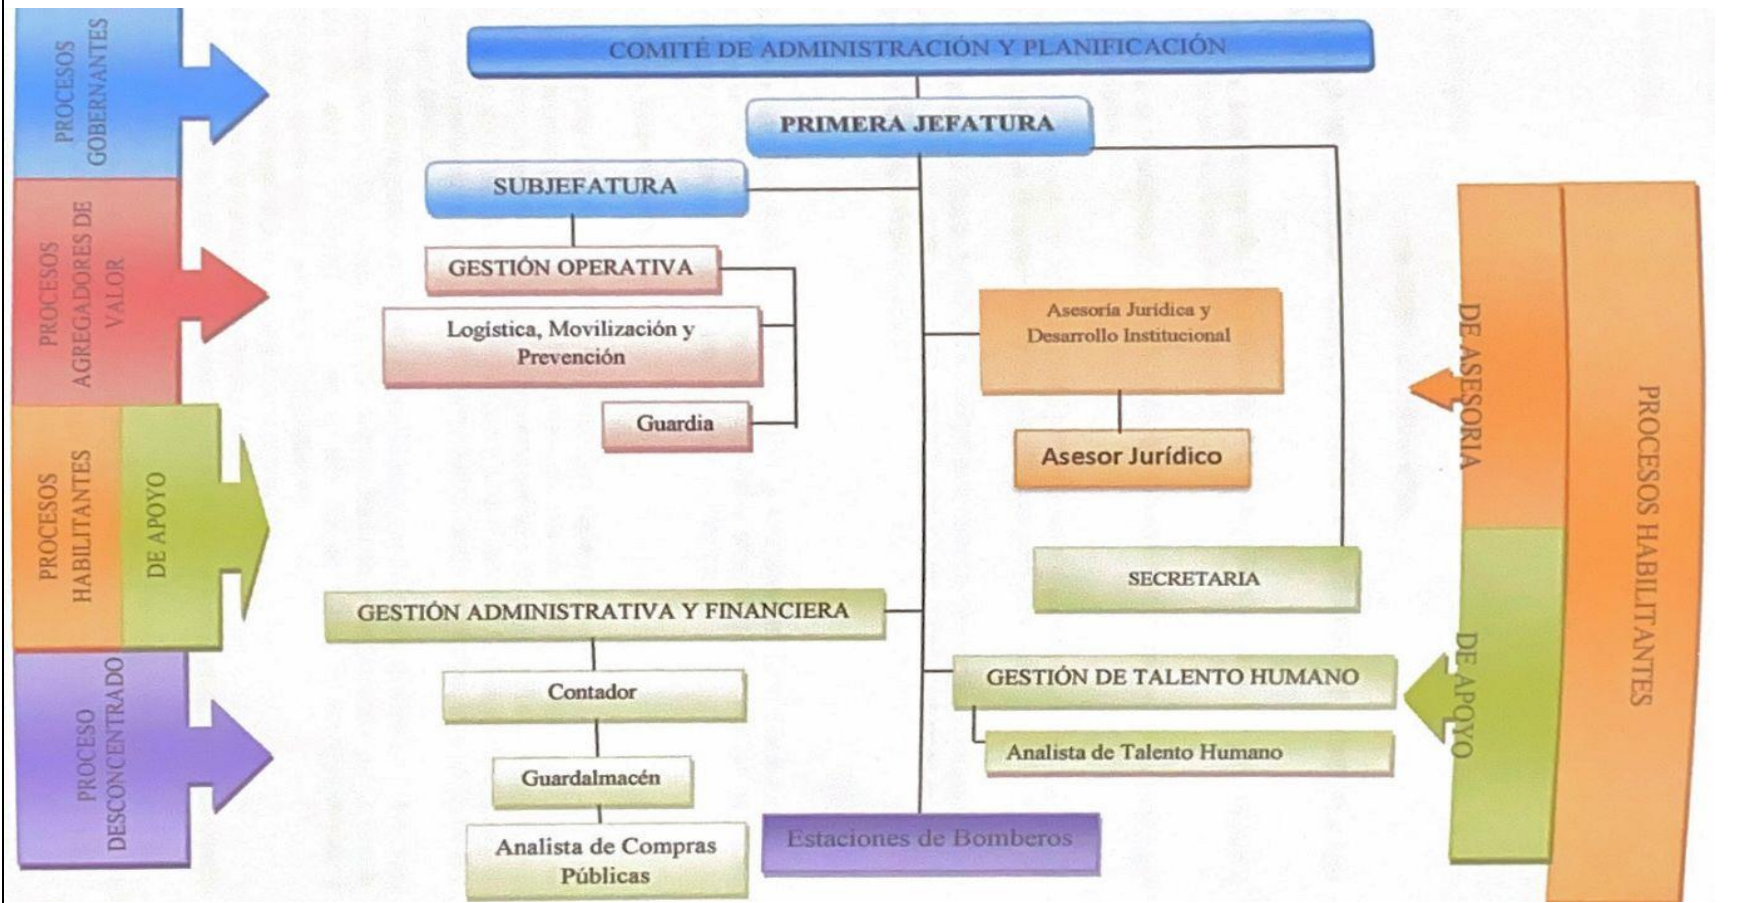 PROCESOS
GOBERNANTES
COMITÉ DE ADMINISTRACIÓN Y PLANIFICACIÓN
PRIMERA JEFATURA
SUBJEFATURA
PROCESOS
AGREGADORES DE
VALOR
GESTIÓN OPERATIVA
Logística, Movilización y
Prevención
Guardia
Asesoría Jurídica y
Desarrollo Institucional
Asesor Jurídico
DE ASESORIA
PROCESOS HABILITANTES
PROCESOS
HABILITANTES
DE APOYO
SECRETARIA
GESTIÓN ADMINISTRATIVA Y FINANCIERA
Contador
Guardalmacén
Analista de Compras
Públicas
GESTIÓN DE TALENTO HUMANO
Analista de Talento Humano
DE APOYO
PROCESO
DESCONCENTRADO
Estaciones de Bomberos